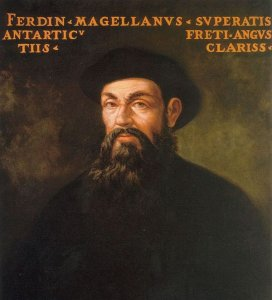 FERDIN · MAGELLANVS · SVPERATIS
ANTARTICV FRETI · ANGVS
TIIS · CLARISS ·